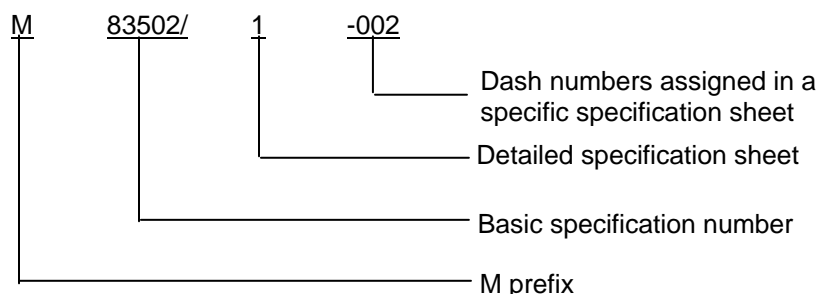 M 83502/ 1 -002
Dash numbers assigned in a
specific specification sheet
Detailed specification sheet
Basic specification number
M prefix